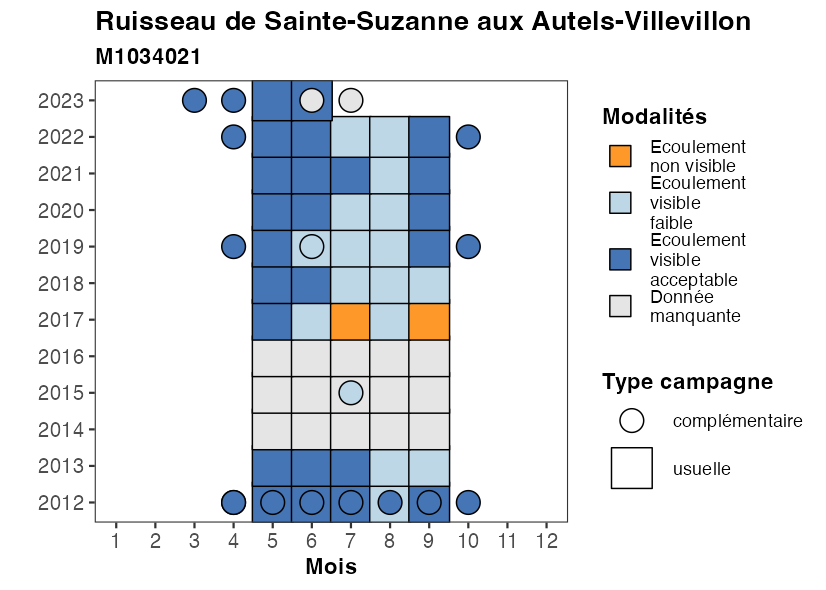 Ruisseau de Sainte-Suzanne aux Autels-Villevillon
M1034021
2023
2022
2021
2020
2019
2018
2017
2016
2015
2014
2013
2012
1 2 3 4 5 6 7 8 9 10 11 12
Mois
Modalités
Ecoulement
non visible
Ecoulement
visible
faible
Ecoulement
visible
acceptable
Donnée
manquante
Type campagne
complémentaire
usuelle